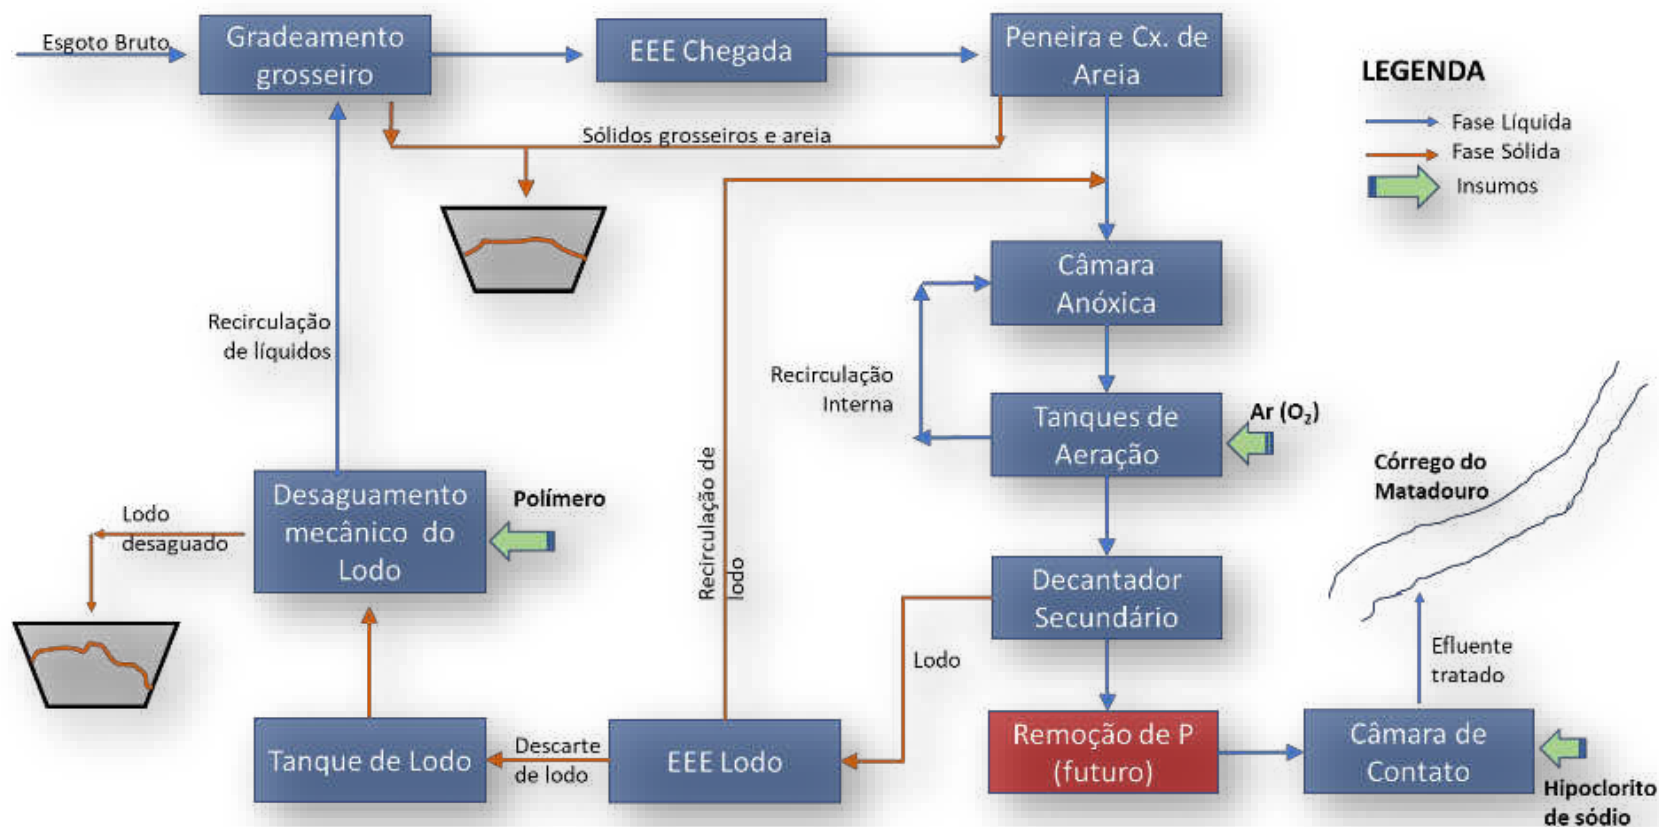 Esgoto Bruto
Gradeamento
grosseiro
EEE Chegada
Peneira e Cx. de
Areia
LEGENDA
Fase Líquida
Fase Sólida
Insumos
Sólidos grosseiros e areia
Câmara
Anóxica
Recirculação
de líquidos
Recirculação
Interna
Tanques de
Aeração
Ar (O₂)
Córrego do
Matadouro
Desaguamento
mecânico do
Lodo
Polímero
Lodo
desaguado
Recirculação de
lodo
Decantador
Secundário
Lodo
Efluente
tratado
Tanque de Lodo
Descarte
de lodo
EEE Lodo
Remoção de P
(futuro)
Câmara de
Contato
Hipoclorito
de sódio